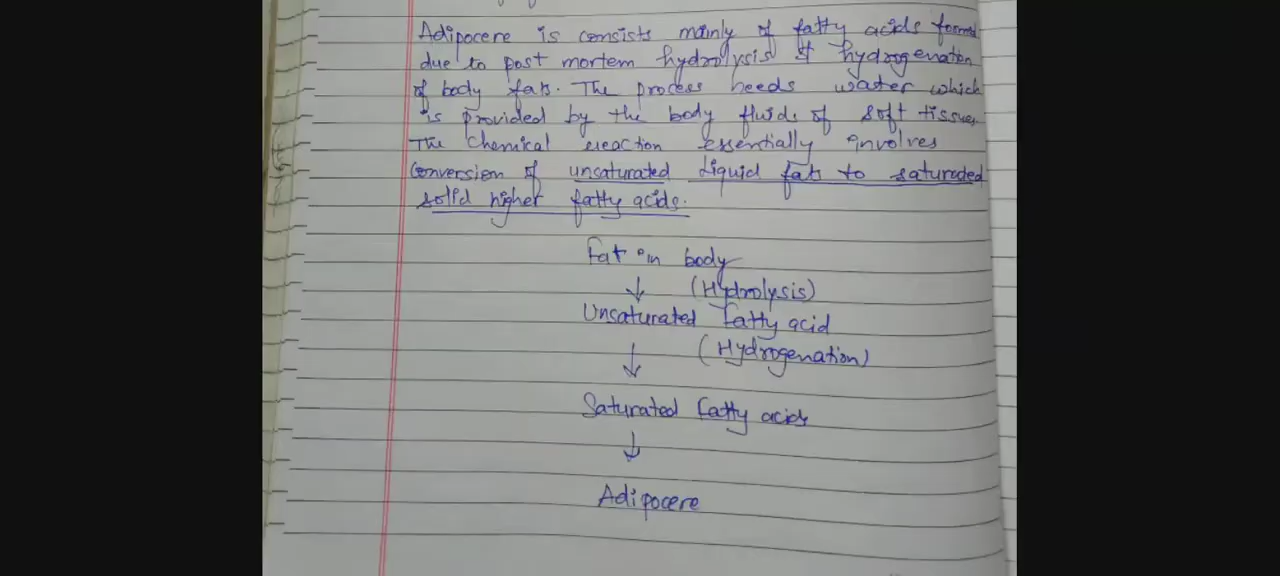 Adipocere is consists mainly of fatty acids formed
due to post mortem hydrolysis & hydrogenation
of body fats. The process needs water which
is provided by the body fluids of soft tissues
The chemical reaction essentially involves
conversion of unsaturated liquid fats to saturaded
solid higher fatty acids.
Fat in body
↓ (Hydrolysis)
Unsaturated fatty acid
↓ (Hydrogenation)
Saturated fatty acids
↓
Adipocere